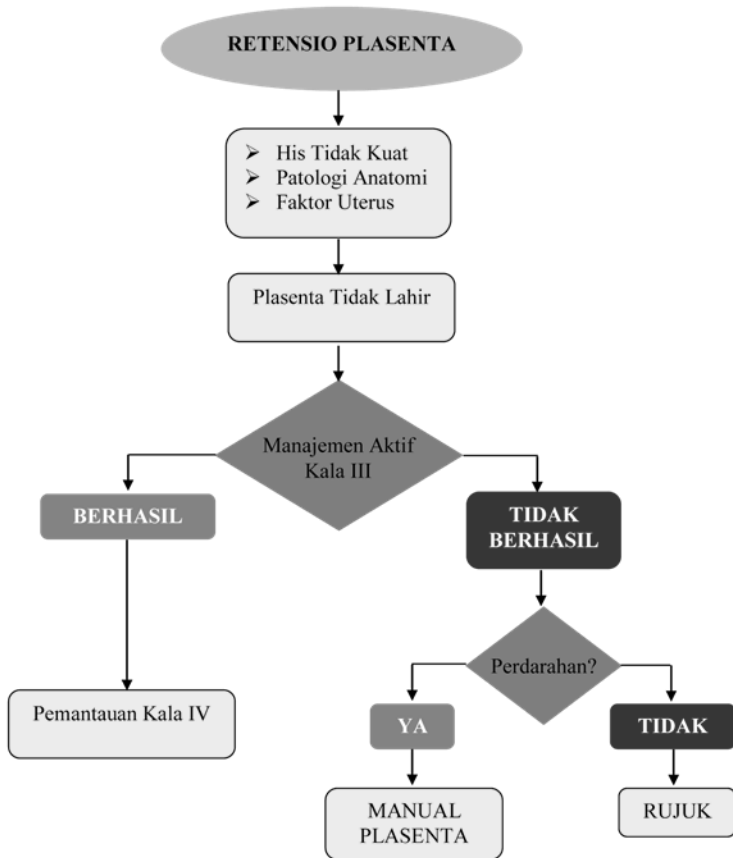 RETENSIO PLASENTA
➢ His Tidak Kuat
➢ Patologi Anatomi
➢ Faktor Uterus
Plasenta Tidak Lahir
Manajemen Aktif
Kala III
BERHASIL
TIDAK
BERHASIL
Perdarahan?
Pemantauan Kala IV
YA
TIDAK
MANUAL
PLASENTA
RUJUK